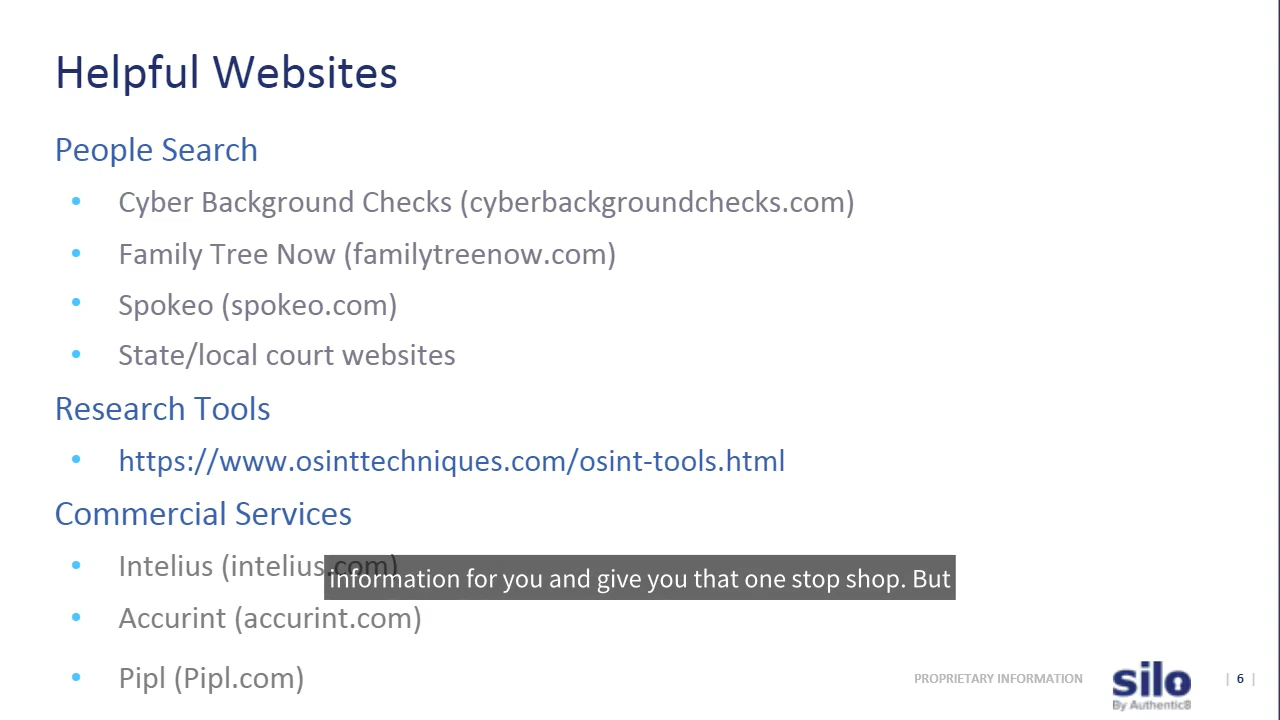 Helpful Websites
People Search
• Cyber Background Checks (cyberbackgroundchecks.com)
• Family Tree Now (familytreenow.com)
• Spokeo (spokeo.com)
• State/local court websites
Research Tools
• https://www.osinttechniques.com/osint-tools.html
Commercial Services
• Intelius (intelius.com)
information for you and give you that one stop shop. But
• Accurint (accurint.com)
• Pipl (Pipl.com)
PROPRIETARY INFORMATION
silo
By Authentic8
| 6 |